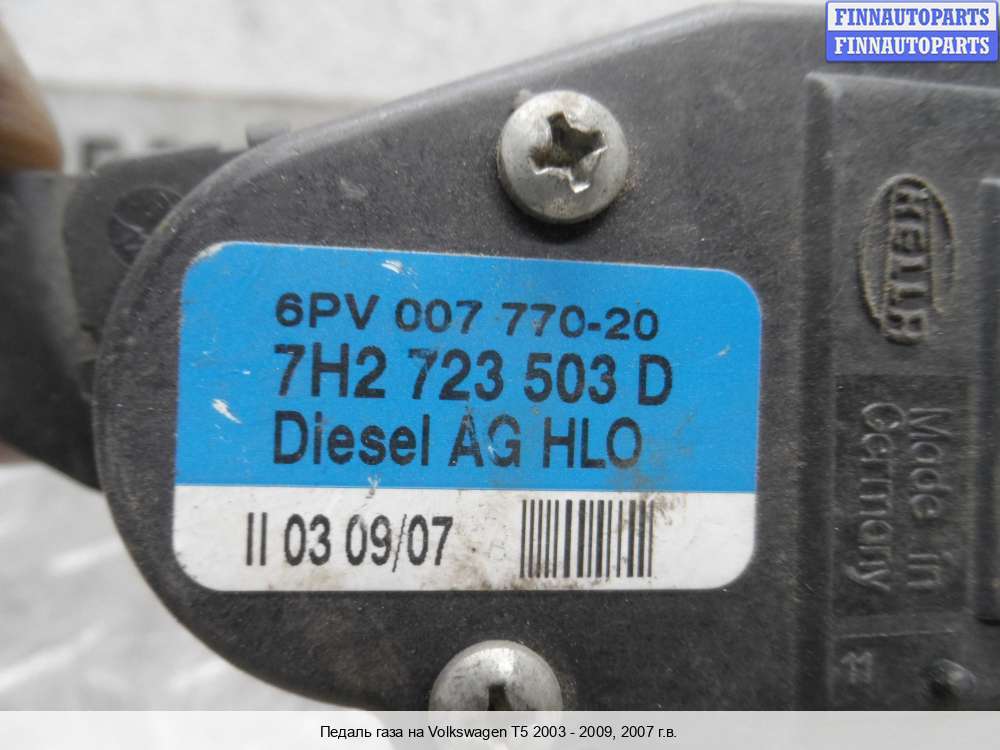 FINNAUTOPARTS
FINNAUTOPARTS
HELLA
6PV 007 770-20
7H2 723 503 D
Diesel AG HLO
II 03 09/07
Made in
Germany
Педаль газа на Volkswagen T5 2003 - 2009, 2007 г.в.